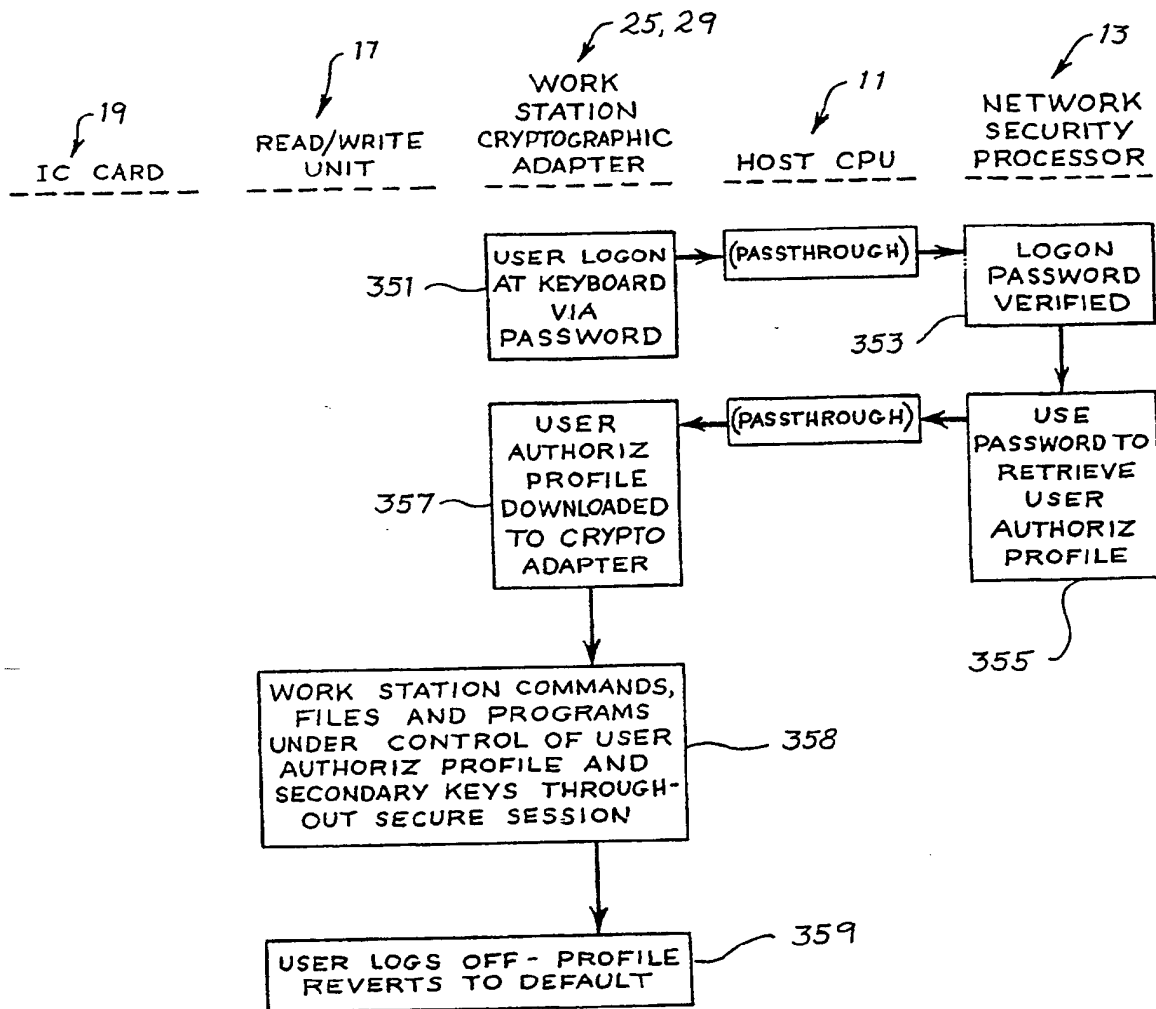 25, 29
17
13
19
11
WORK
STATION
CRYPTOGRAPHIC
ADAPTER
NETWORK
SECURITY
PROCESSOR
READ/WRITE
UNIT
IC CARD
HOST CPU
USER LOGON
AT KEYBOARD
VIA
PASSWORD
351
(PASSTHROUGH)
LOGON
PASSWORD
VERIFIED
353
USER
AUTHORIZ
PROFILE
DOWNLOADED
TO CRYPTO
ADAPTER
357
(PASSTHROUGH)
USE
PASSWORD TO
RETRIEVE
USER
AUTHORIZ
PROFILE
355
WORK STATION COMMANDS,
FILES AND PROGRAMS
UNDER CONTROL OF USER
AUTHORIZ PROFILE AND
SECONDARY KEYS THROUGH-
OUT SECURE SESSION
358
USER LOGS OFF - PROFILE
REVERTS TO DEFAULT
359